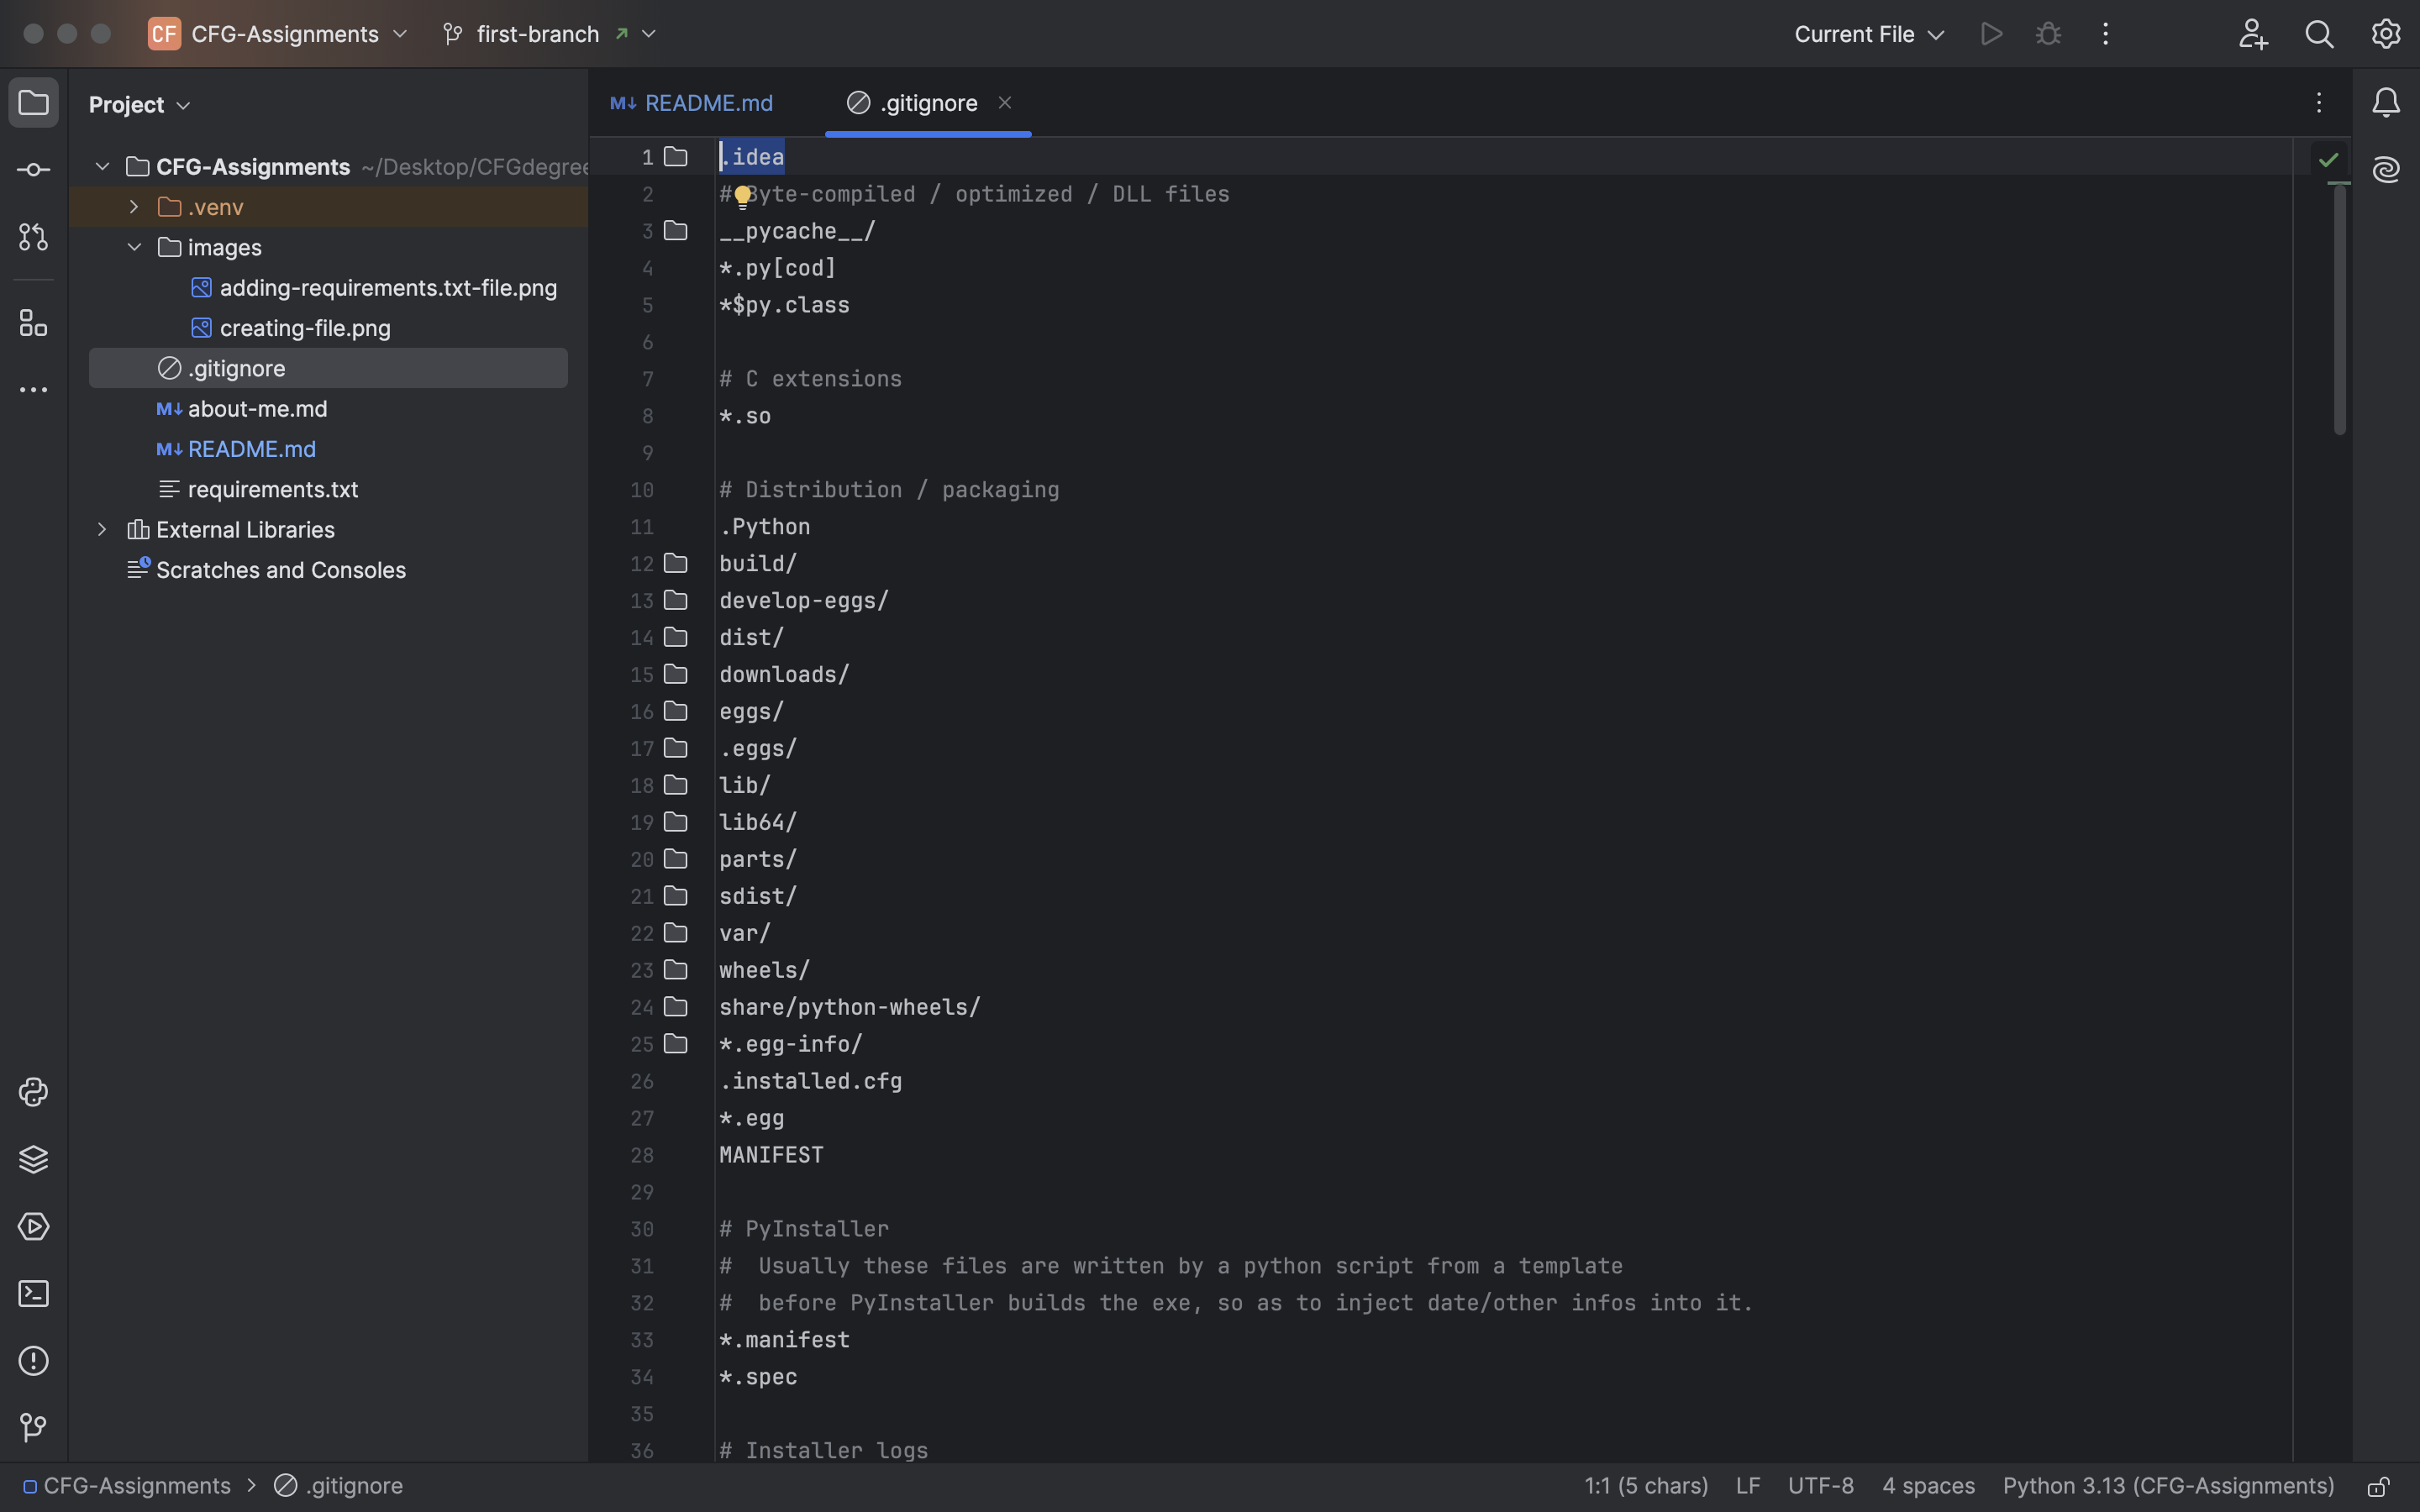 CF CFG-Assignments first-branch Current File
Project
README.md .gitignore
CFG-Assignments ~/Desktop/CFGdegree
.venv
images
adding-requirements.txt-file.png
creating-file.png
.gitignore
M↓ about-me.md
M↓ README.md
requirements.txt
External Libraries
Scratches and Consoles
1 .idea
2 # Byte-compiled / optimized / DLL files
3 __pycache__/
4 *.py[cod]
5 *$py.class
6
7 # C extensions
8 *.so
9
10 # Distribution / packaging
11 .Python
12 build/
13 develop-eggs/
14 dist/
15 downloads/
16 eggs/
17 .eggs/
18 lib/
19 lib64/
20 parts/
21 sdist/
22 var/
23 wheels/
24 share/python-wheels/
25 *.egg-info/
26 .installed.cfg
27 *.egg
28 MANIFEST
29
30 # PyInstaller
31 #  Usually these files are written by a python script from a template
32 #  before PyInstaller builds the exe, so as to inject date/other infos into it.
33 *.manifest
34 *.spec
35
36 # Installer logs
CFG-Assignments > .gitignore 1:1 (5 chars) LF UTF-8 4 spaces Python 3.13 (CFG-Assignments)